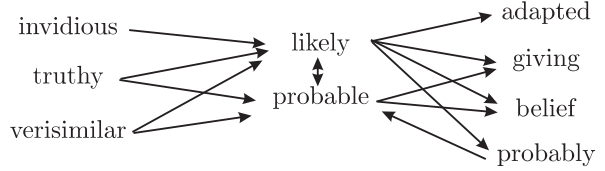 invidious
truthy
verisimilar
likely
probable
adapted
giving
belief
probably